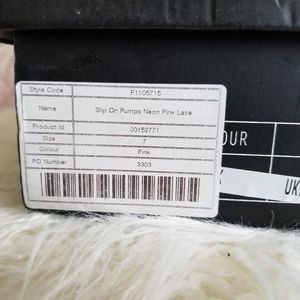 Style Code F1105715
Name Slip On Pumps Neon Pink Lace
Product Id 00152771
Size 7
Colour Pink
PO Number 3303
OUR
UK